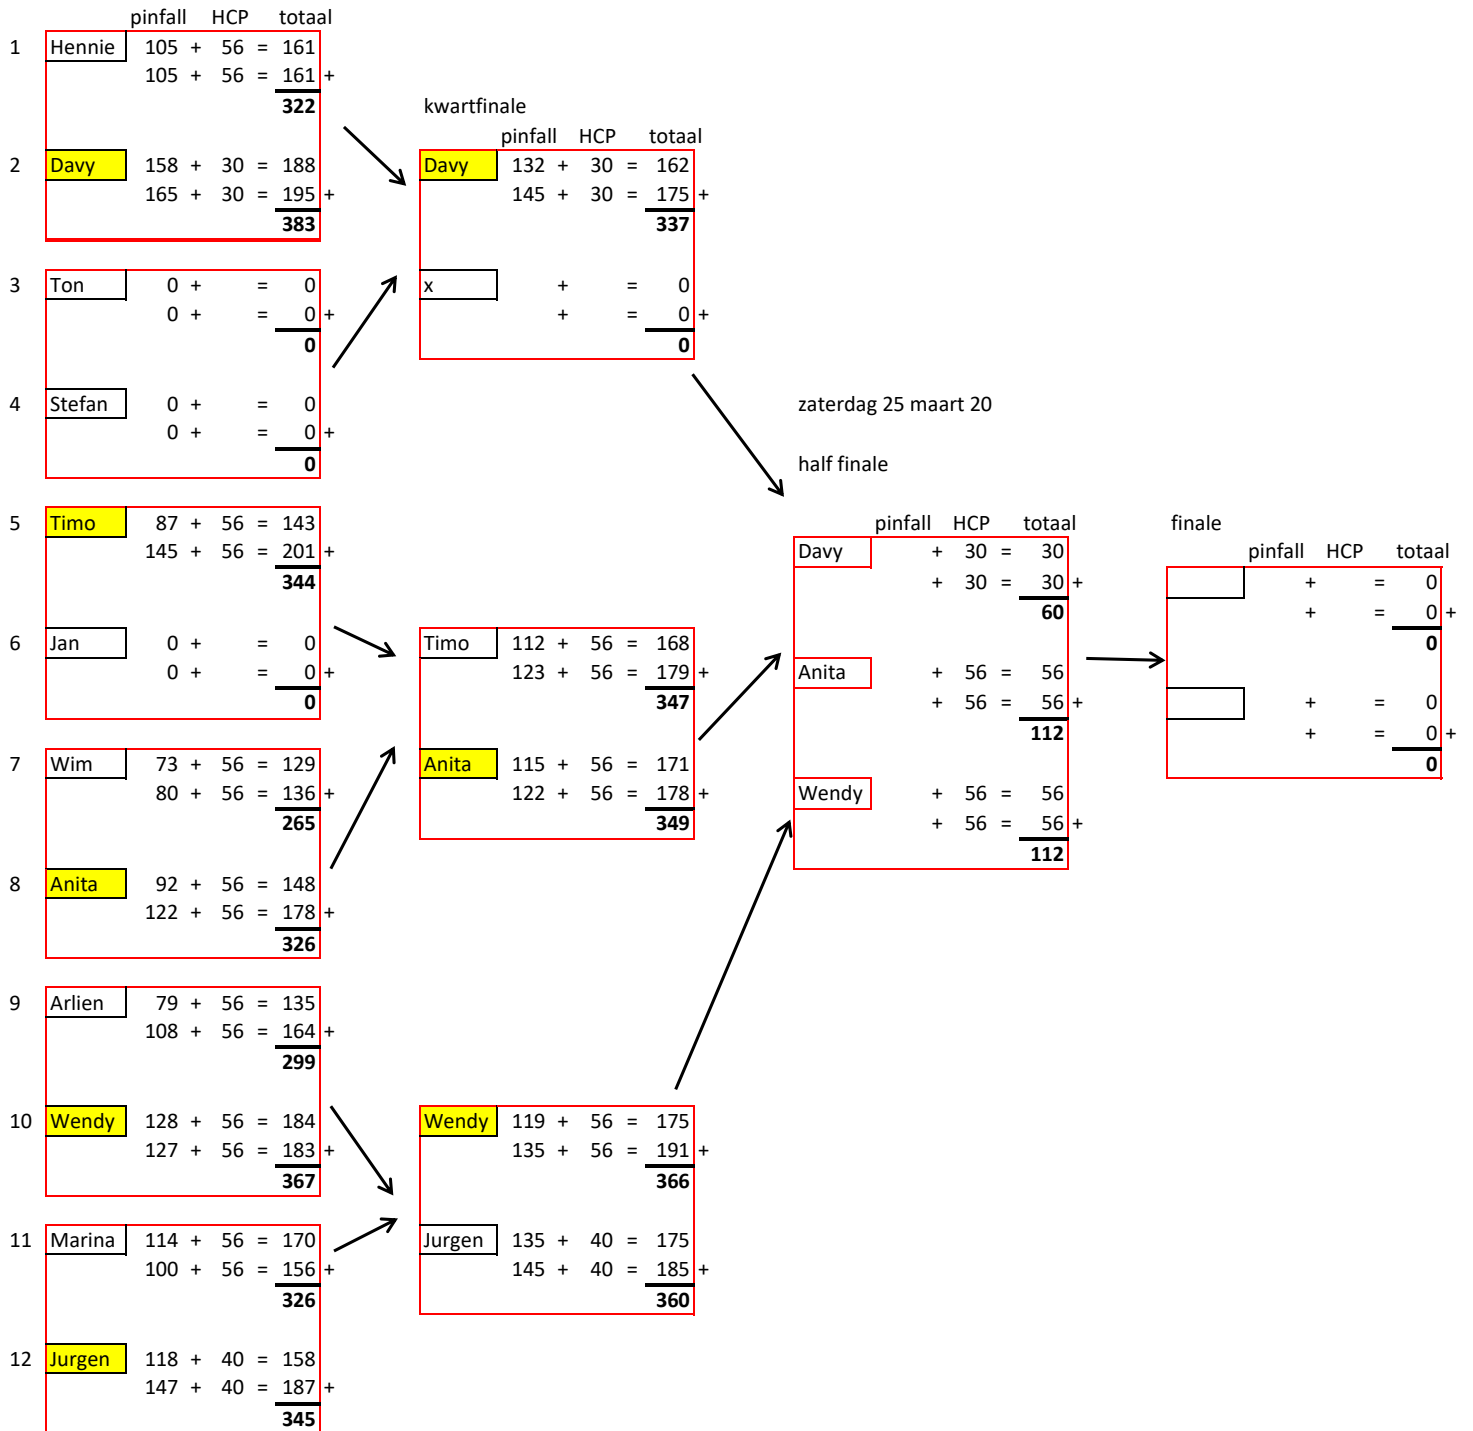 pinfall HCP totaal
1 Hennie 105 + 56 = 161
105 + 56 = 161 +
322
2 Davy 158 + 30 = 188
165 + 30 = 195 +
383
3 Ton 0 + = 0
0 + = 0 +
0
4 Stefan 0 + = 0
0 + = 0 +
0
5 Timo 87 + 56 = 143
145 + 56 = 201 +
344
6 Jan 0 + = 0
0 + = 0 +
0
7 Wim 73 + 56 = 129
80 + 56 = 136 +
265
8 Anita 92 + 56 = 148
122 + 56 = 178 +
326
9 Arlien 79 + 56 = 135
108 + 56 = 164 +
299
10 Wendy 128 + 56 = 184
127 + 56 = 183 +
367
11 Marina 114 + 56 = 170
100 + 56 = 156 +
326
12 Jurgen 118 + 40 = 158
147 + 40 = 187 +
345
kwartfinale
pinfall HCP totaal
Davy 132 + 30 = 162
145 + 30 = 175 +
337
x + = 0
+ = 0 +
0
Timo 112 + 56 = 168
123 + 56 = 179 +
347
Anita 115 + 56 = 171
122 + 56 = 178 +
349
Wendy 119 + 56 = 175
135 + 56 = 191 +
366
Jurgen 135 + 40 = 175
145 + 40 = 185 +
360
zaterdag 25 maart 20
half finale
pinfall HCP totaal
Davy + 30 = 30
+ 30 = 30 +
60
Anita + 56 = 56
+ 56 = 56 +
112
Wendy + 56 = 56
+ 56 = 56 +
112
finale
pinfall HCP totaal
+ = 0
+ = 0 +
0
+ = 0
+ = 0 +
0